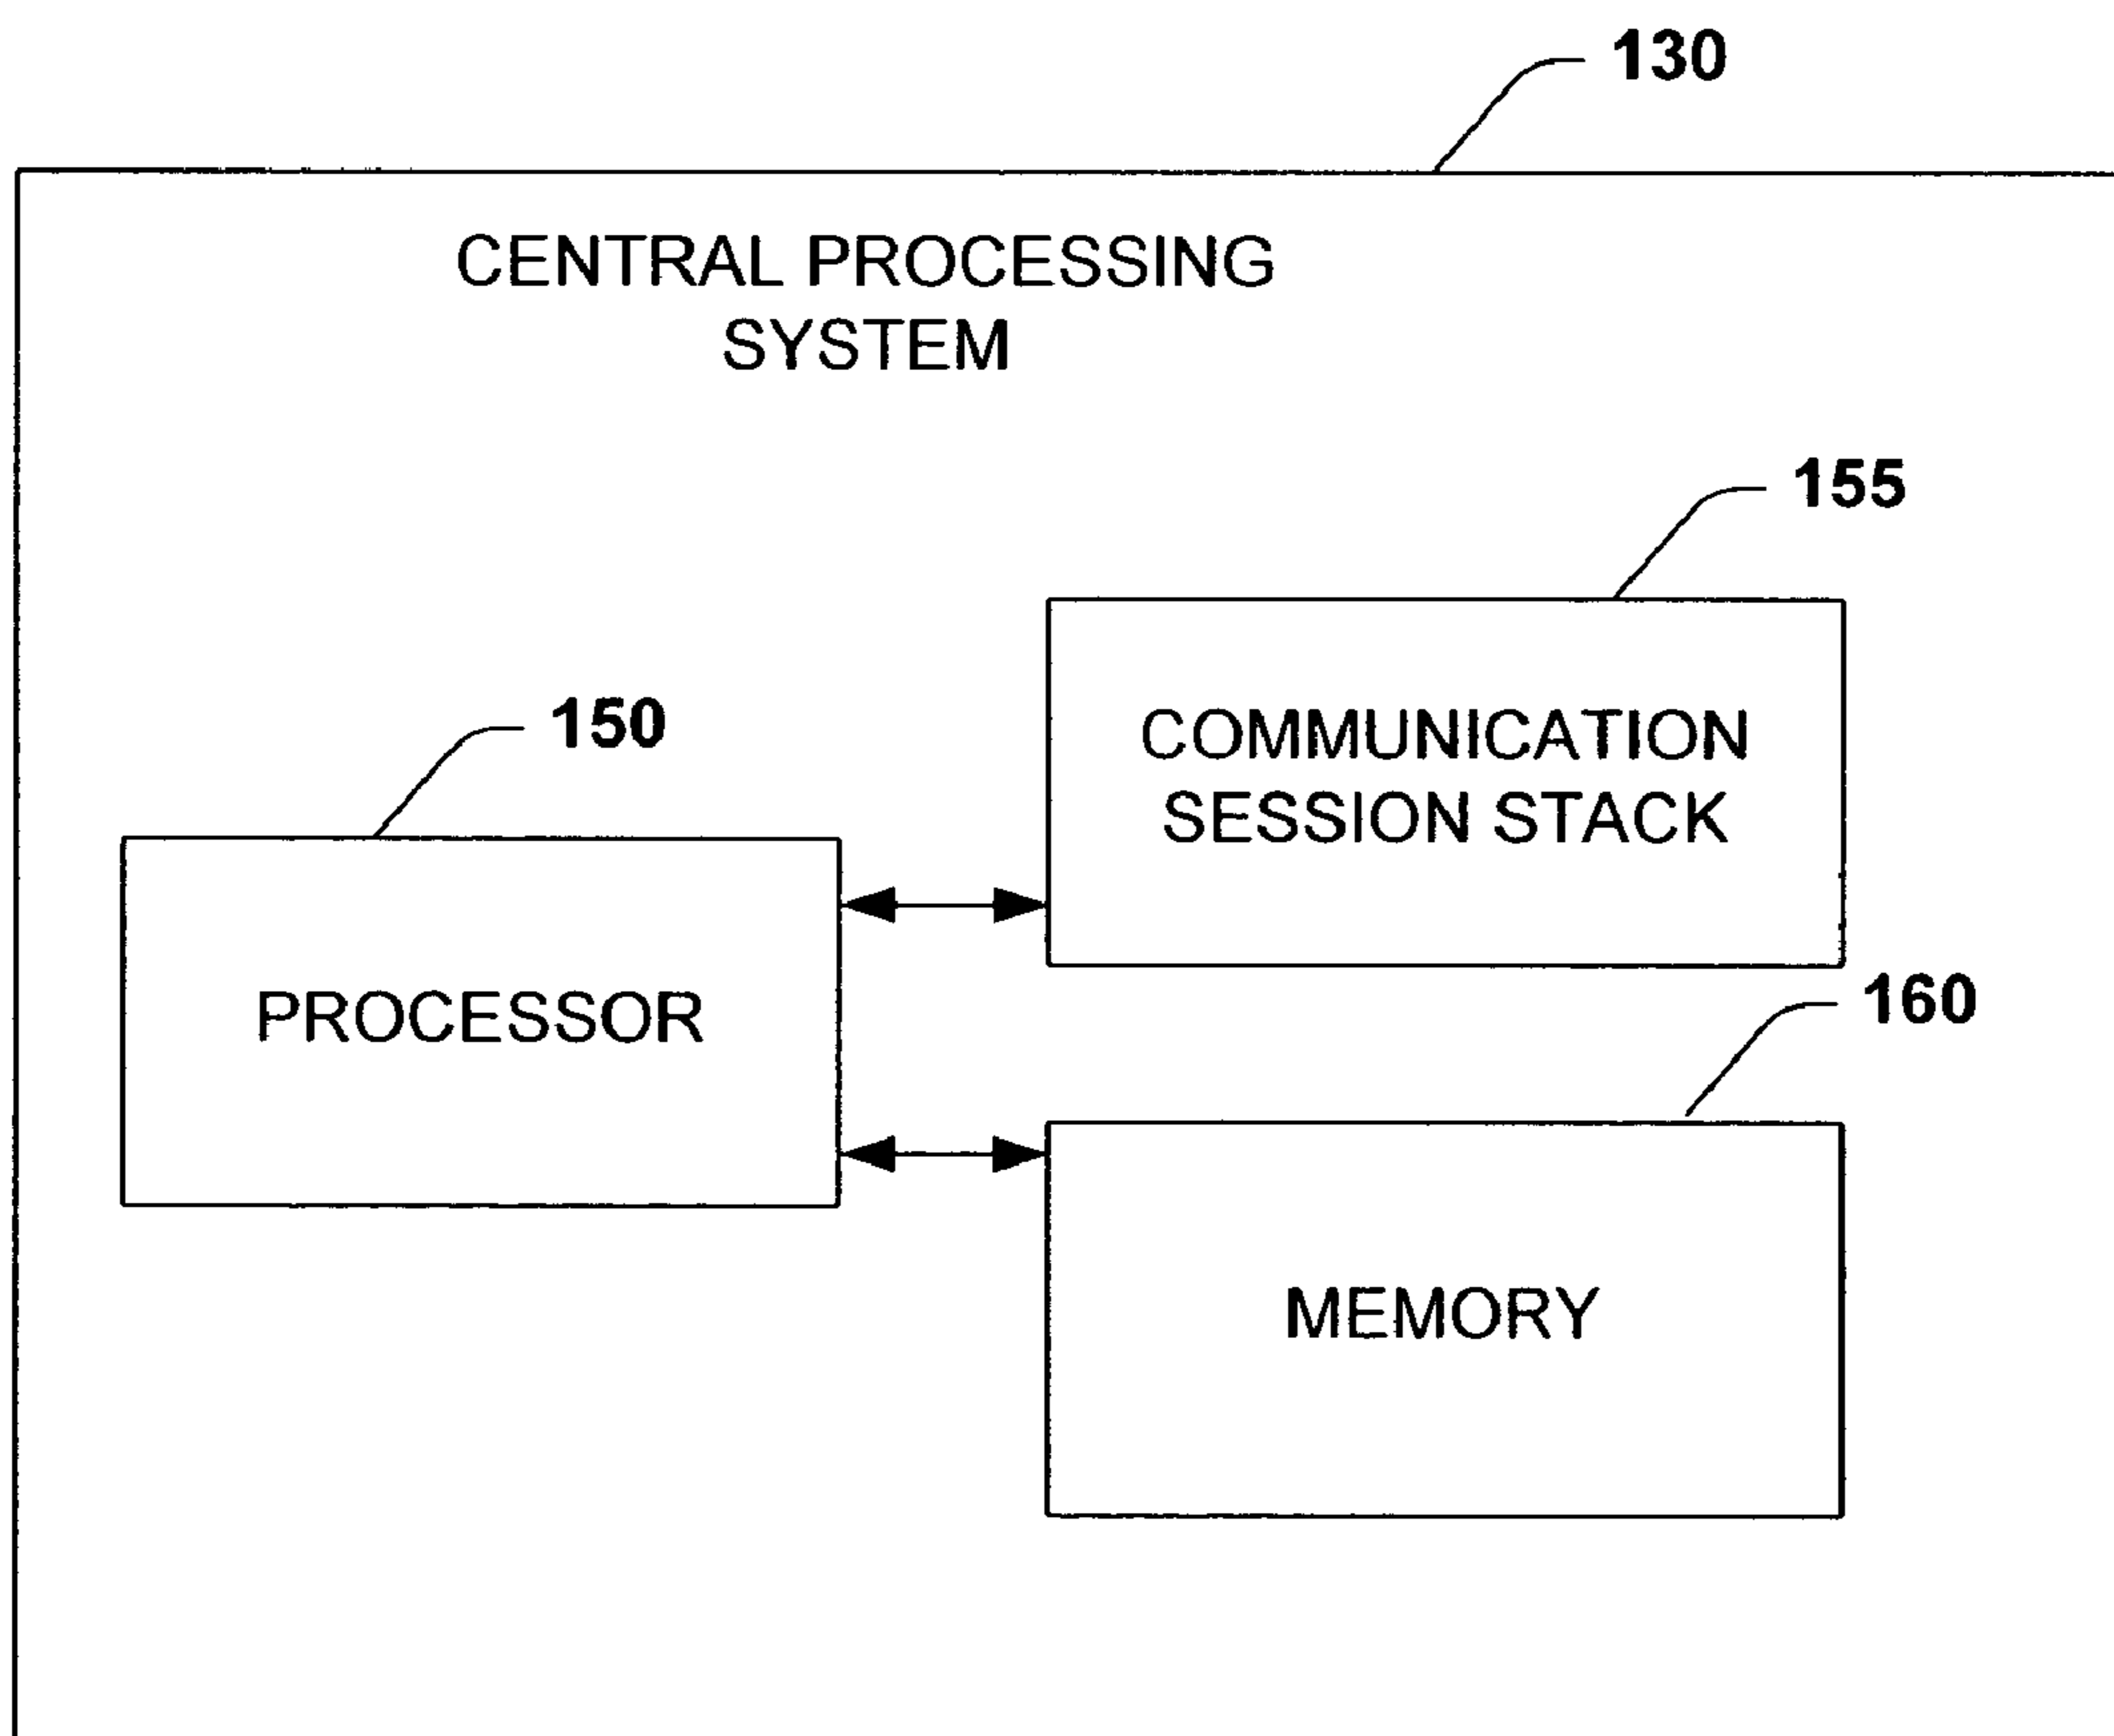 130
CENTRAL PROCESSING
SYSTEM
155
150
COMMUNICATION
SESSION STACK
PROCESSOR
160
MEMORY